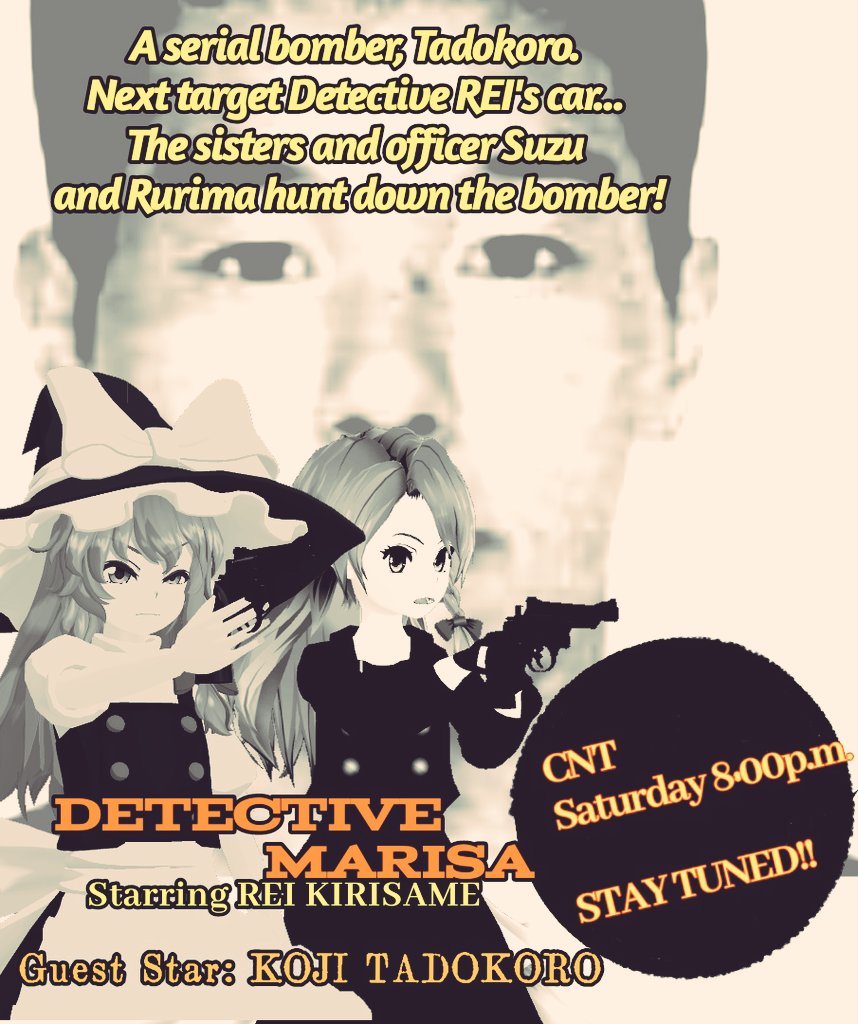 A serial bomber, Tadokoro.
Next target Detective REI's car...
The sisters and officer Suzu
and Rurima hunt down the bomber!
CNT
Saturday 8:00p.m.
STAY TUNED!!
DETECTIVE
MARISA
Starring REI KIRISAME
Guest Star: KOJI TADOKORO